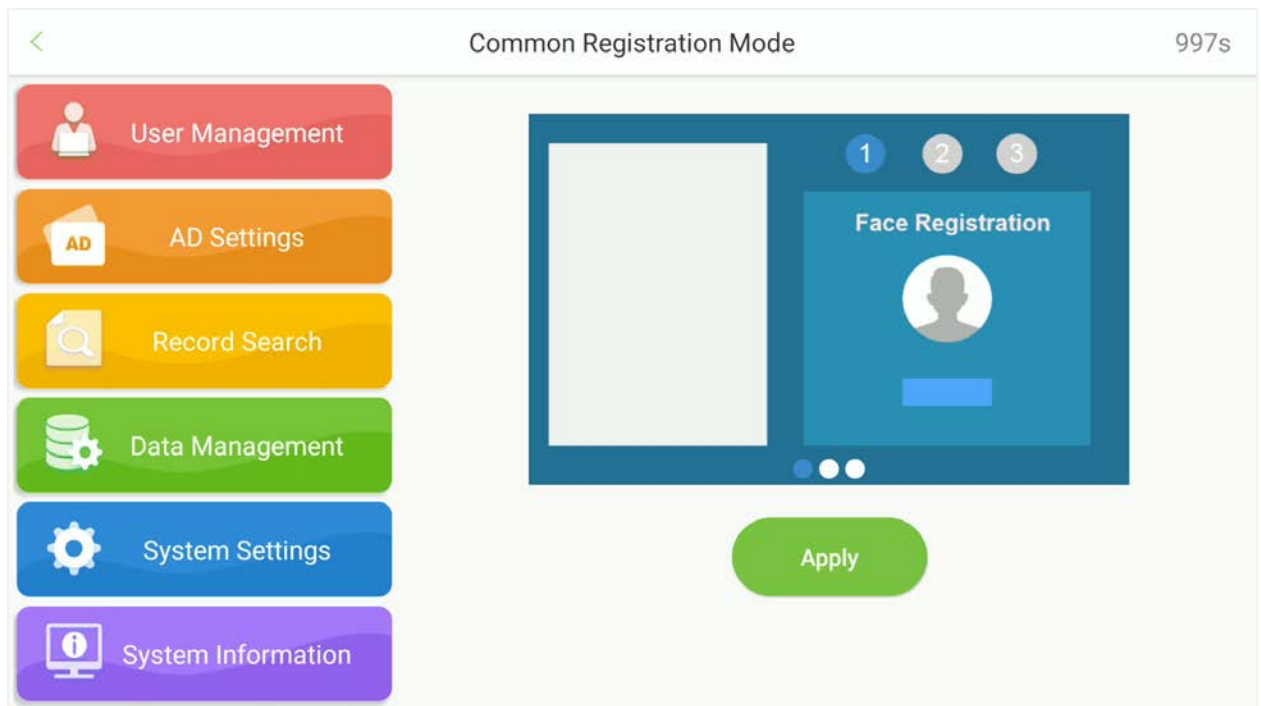 Common Registration Mode
997s
User Management
AD
AD Settings
Record Search
Data Management
System Settings
System Information
1 2 3
Face Registration
Apply